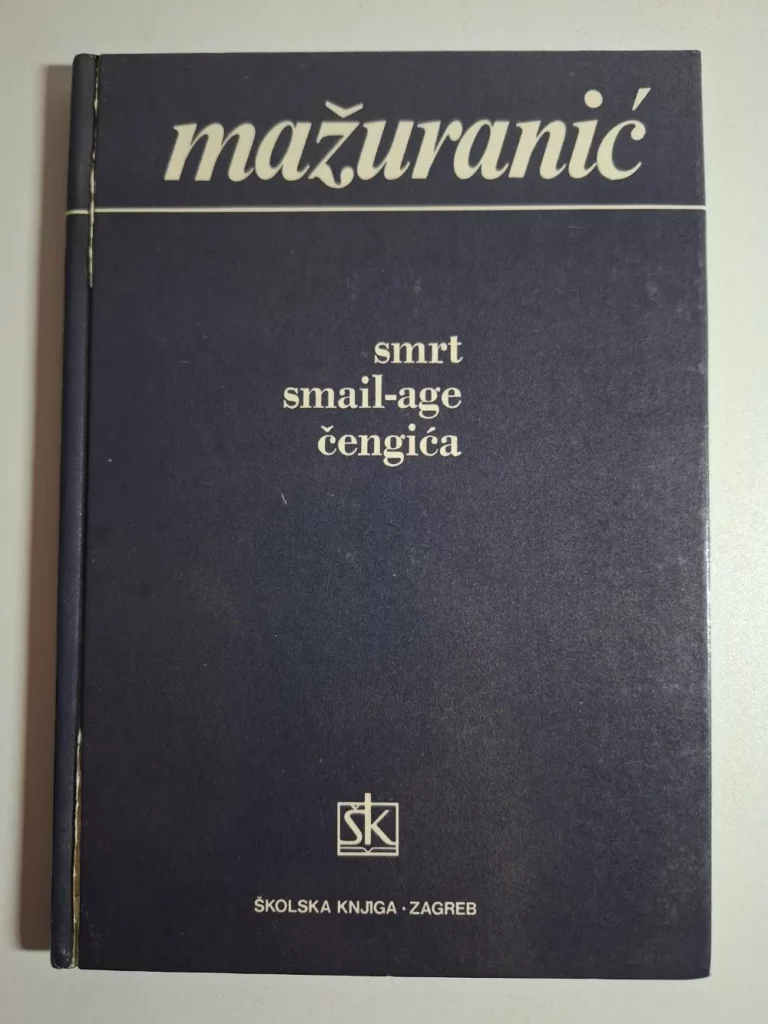 mažuranić
smrt
smail-age
čengića
ŠK
ŠKOLSKA KNJIGA · ZAGREB